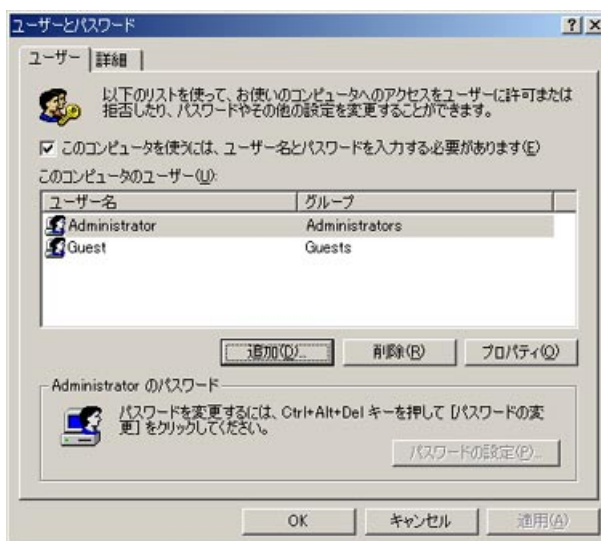 ユーザーとパスワード
ユーザー 詳細
以下のリストを使って、お使いのコンピュータへのアクセスをユーザーに許可または
拒否したり、パスワードやその他の設定を変更することができます。
このコンピュータを使うには、ユーザー名とパスワードを入力する必要があります(E)
このコンピュータのユーザー(U):
ユーザー名 グループ
Administrator Administrators
Guest Guests
追加(D)... 削除(R) プロパティ(O)
Administrator のパスワード
パスワードを変更するには、Ctrl+Alt+Del キーを押して [パスワードの変
更] をクリックしてください。
パスワードの設定(P)...
OK キャンセル 適用(A)